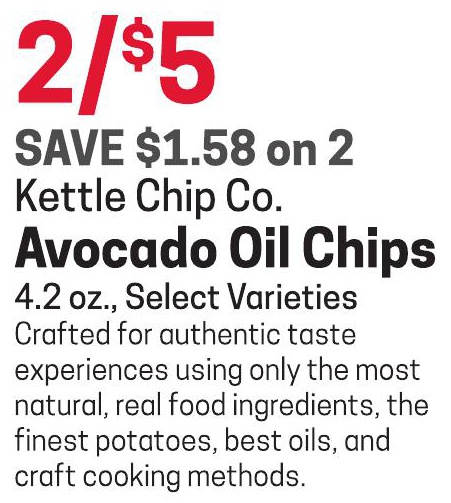 2/$5
SAVE $1.58 on 2
Kettle Chip Co.
Avocado Oil Chips
4.2 oz., Select Varieties
Crafted for authentic taste
experiences using only the most
natural, real food ingredients, the
finest potatoes, best oils, and
craft cooking methods.